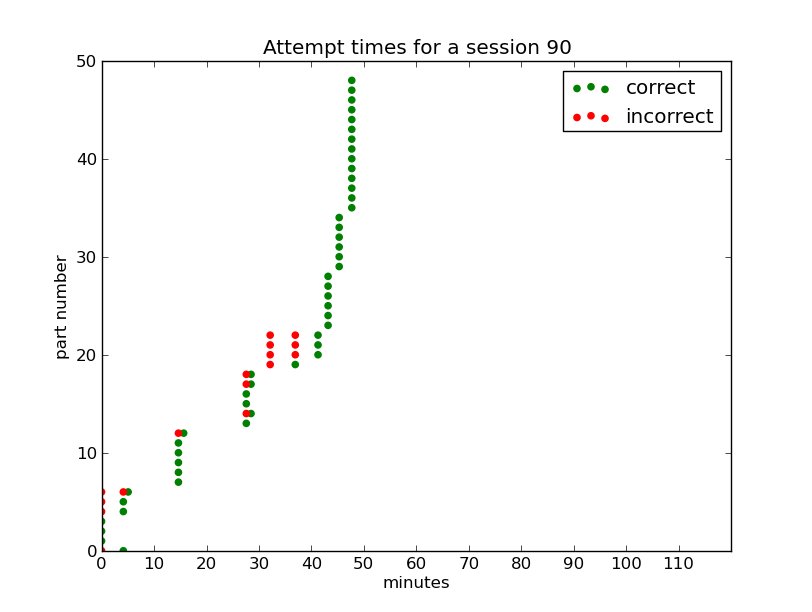 Attempt times for a session 90
correct
incorrect
50
40
30
20
10
0
part number
0 10 20 30 40 50 60 70 80 90 100 110
minutes